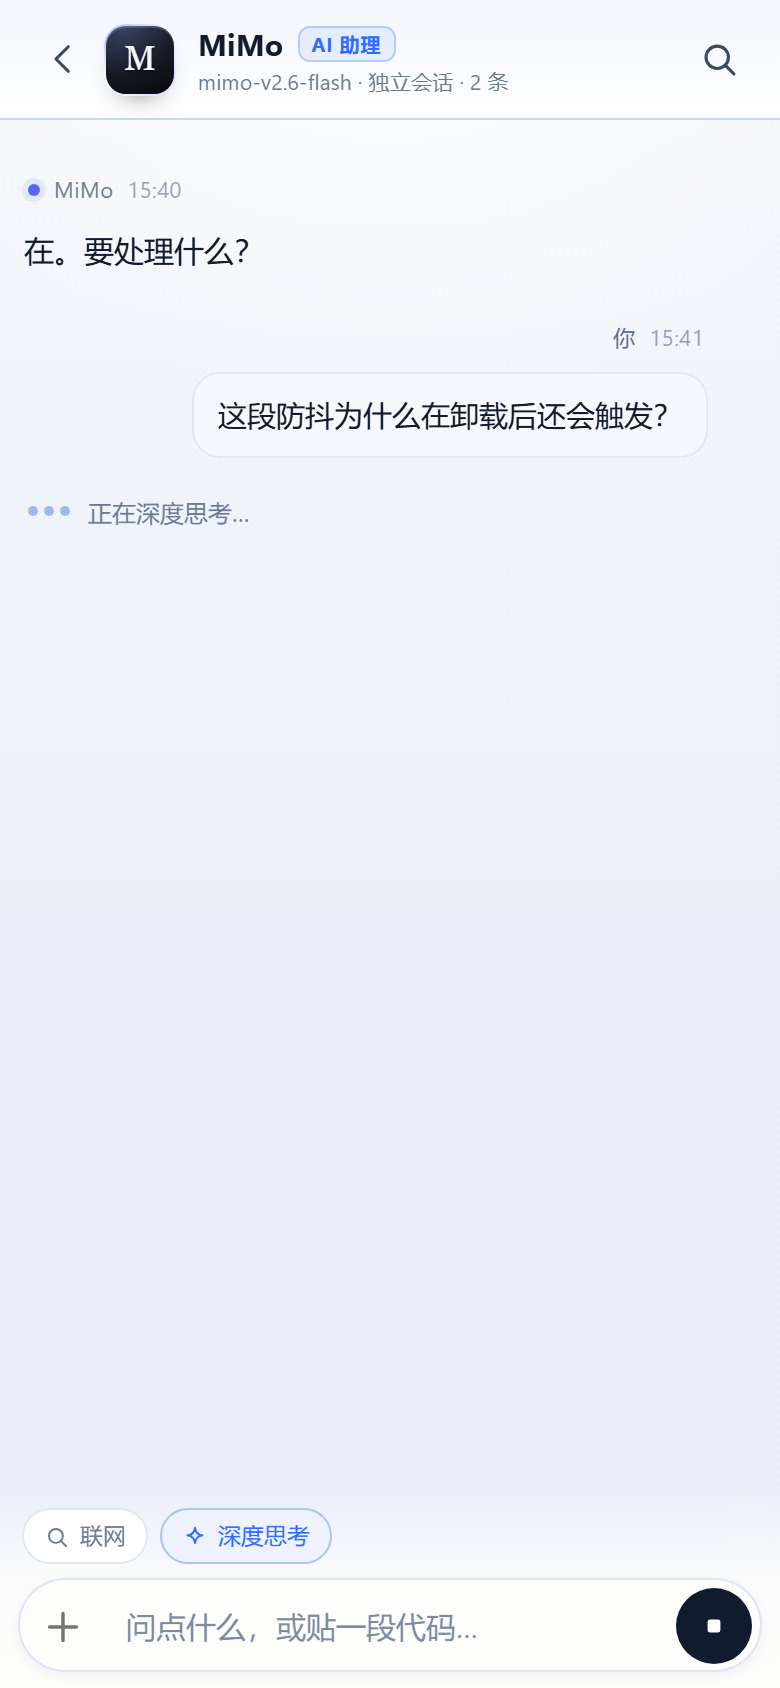 M
MiMo
AI 助理
mimo-v2.6-flash · 独立会话 · 2 条
MiMo 15:40
在。要处理什么？
你 15:41
这段防抖为什么在卸载后还会触发？
正在深度思考...
联网
深度思考
问点什么，或贴一段代码...